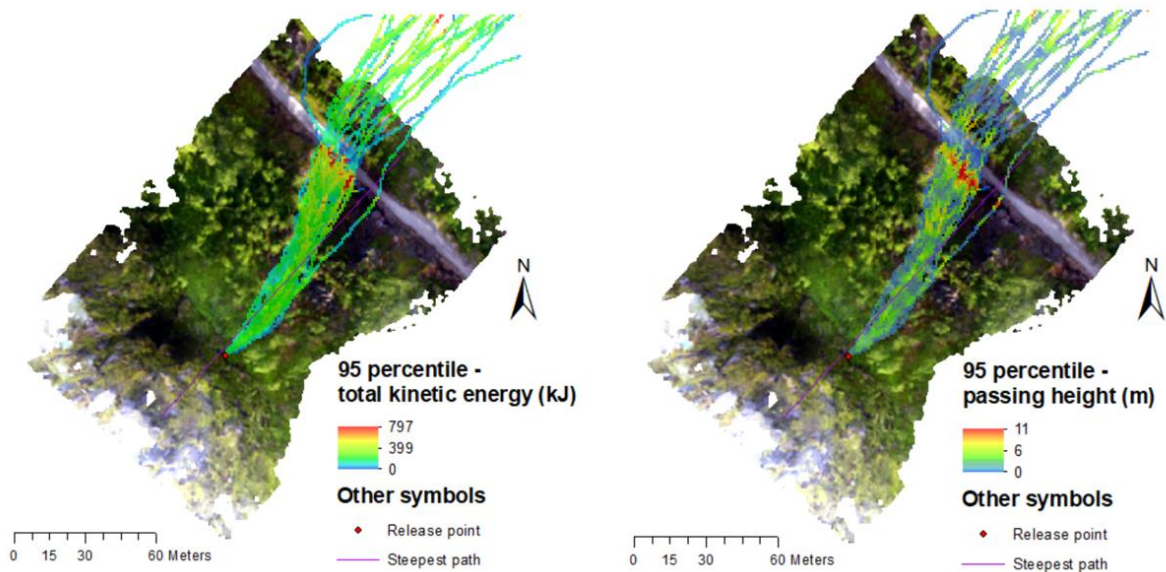 N
95 percentile -
total kinetic energy (kJ)
797
399
0
Other symbols
Release point
Steepest path
0 15 30 60 Meters
N
95 percentile -
passing height (m)
11
6
0
Other symbols
Release point
Steepest path
0 15 30 60 Meters